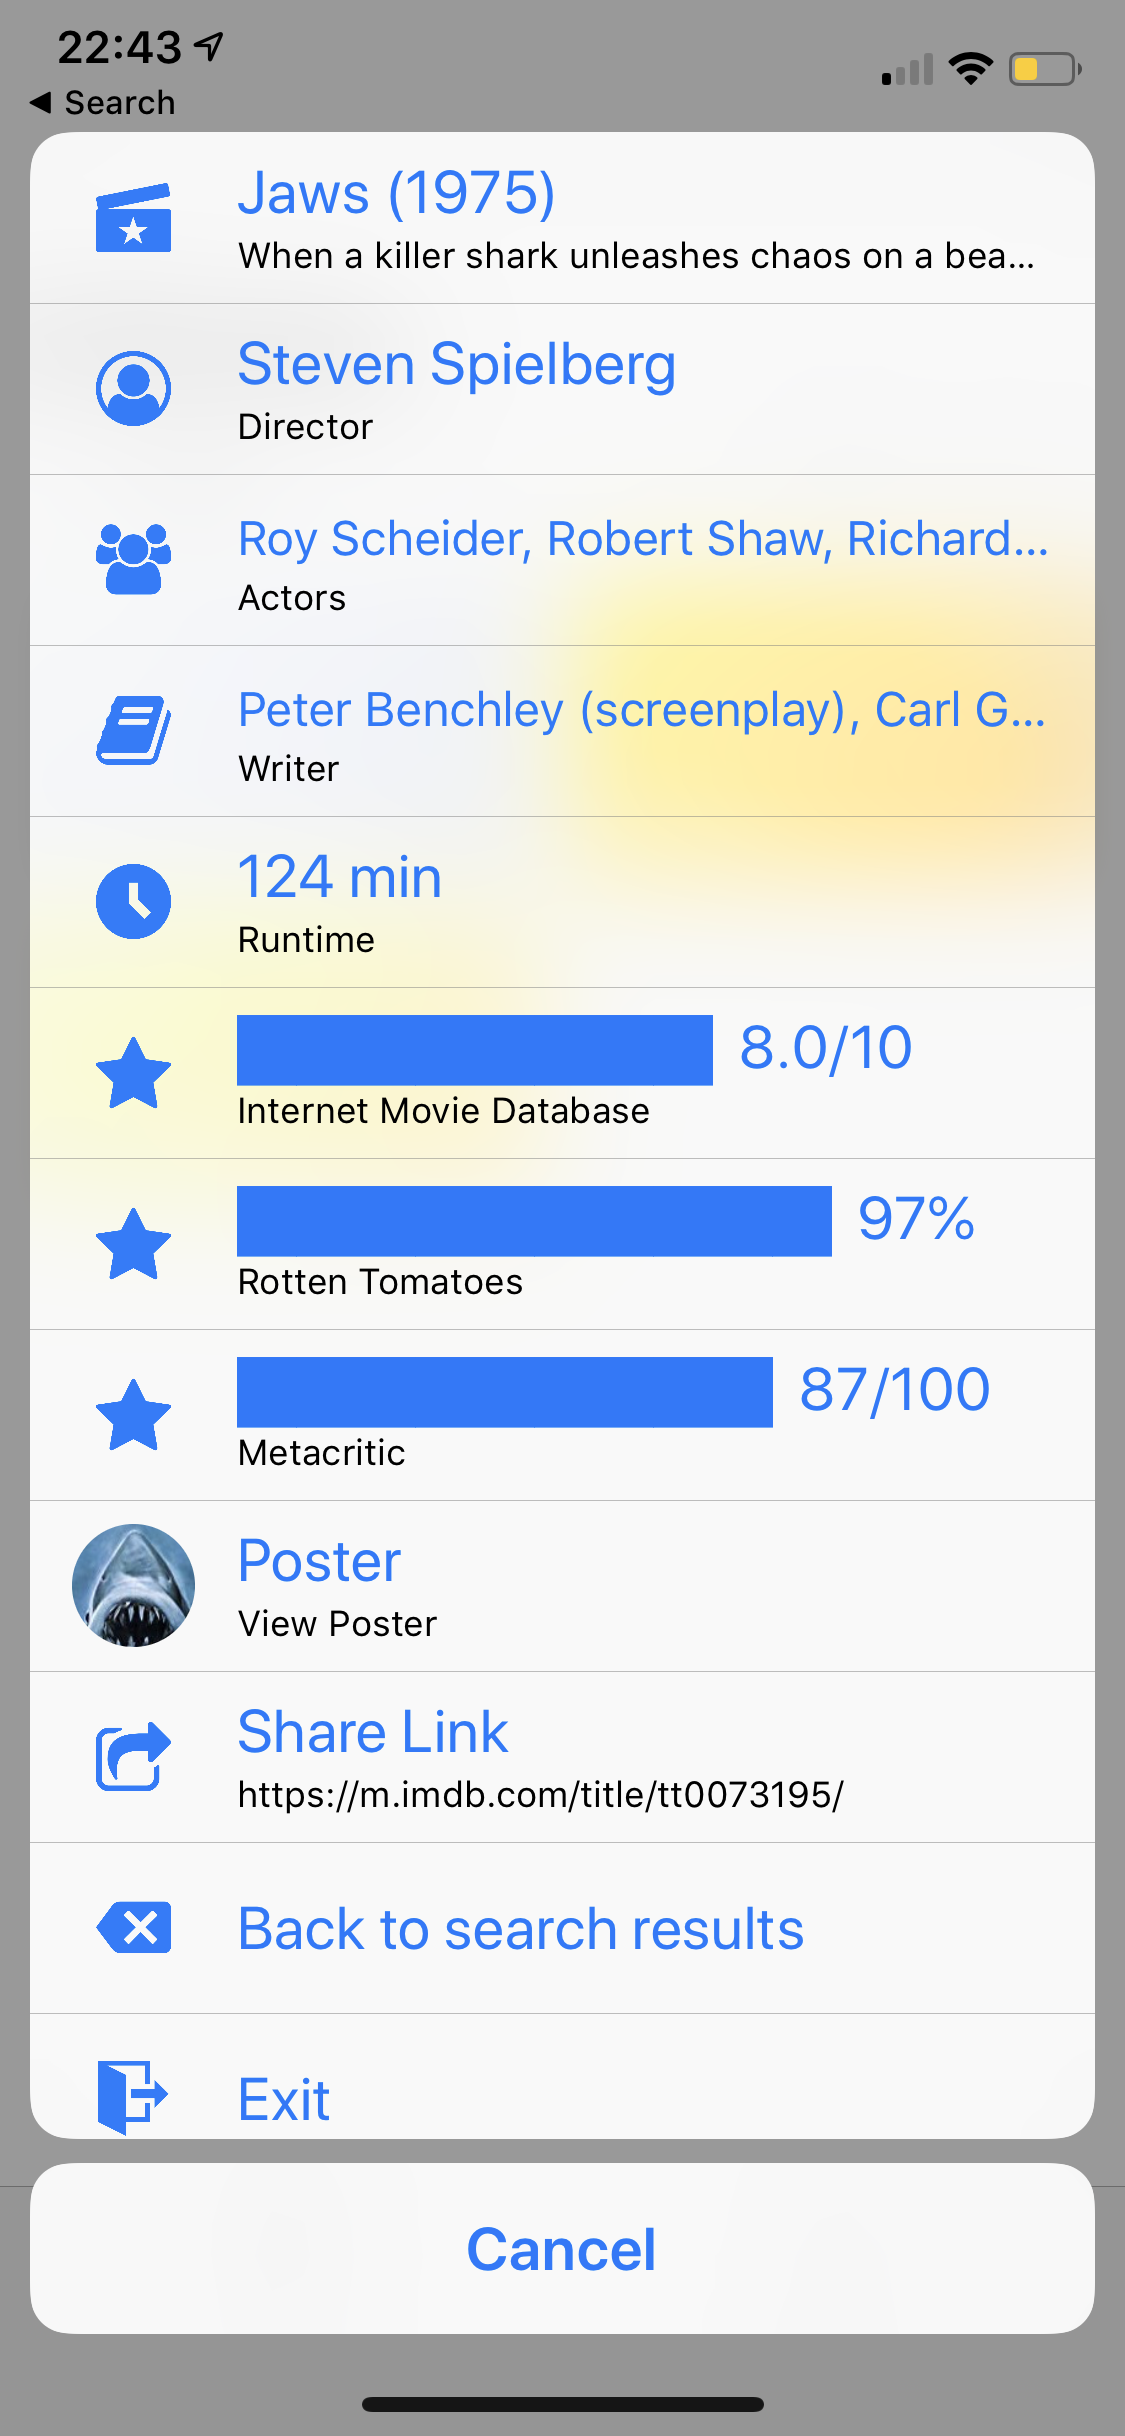 22:43
◀ Search
Jaws (1975)
When a killer shark unleashes chaos on a bea...
Steven Spielberg
Director
Roy Scheider, Robert Shaw, Richard...
Actors
Peter Benchley (screenplay), Carl G...
Writer
124 min
Runtime
8.0/10
Internet Movie Database
97%
Rotten Tomatoes
87/100
Metacritic
Poster
View Poster
Share Link
https://m.imdb.com/title/tt0073195/
Back to search results
Exit
Cancel